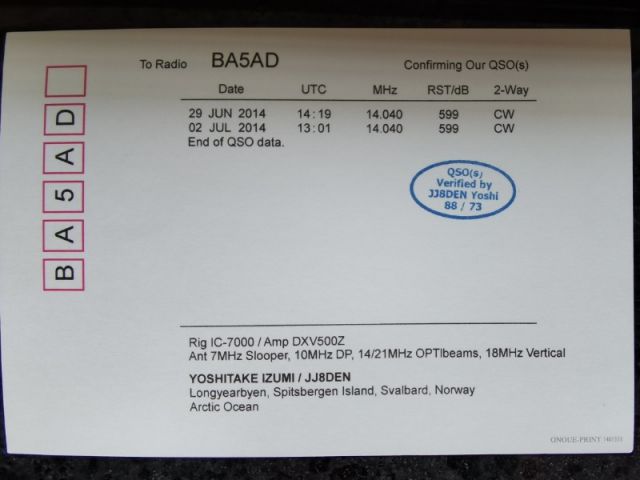 To Radio BA5AD Confirming Our QSO(s)
Date UTC MHz RST/dB 2-Way
29 JUN 2014 14:19 14.040 599 CW
02 JUL 2014 13:01 14.040 599 CW
End of QSO data.
QSO(s)
Verified by
JJ8DEN Yoshi
88 / 73
BA5AD
Rig IC-7000 / Amp DXV500Z
Ant 7MHz Slooper, 10MHz DP, 14/21MHz OPTIbeams, 18MHz Vertical
YOSHITAKE IZUMI / JJ8DEN
Longyearbyen, Spitsbergen Island, Svalbard, Norway
Arctic Ocean
ONOUE-PRINT